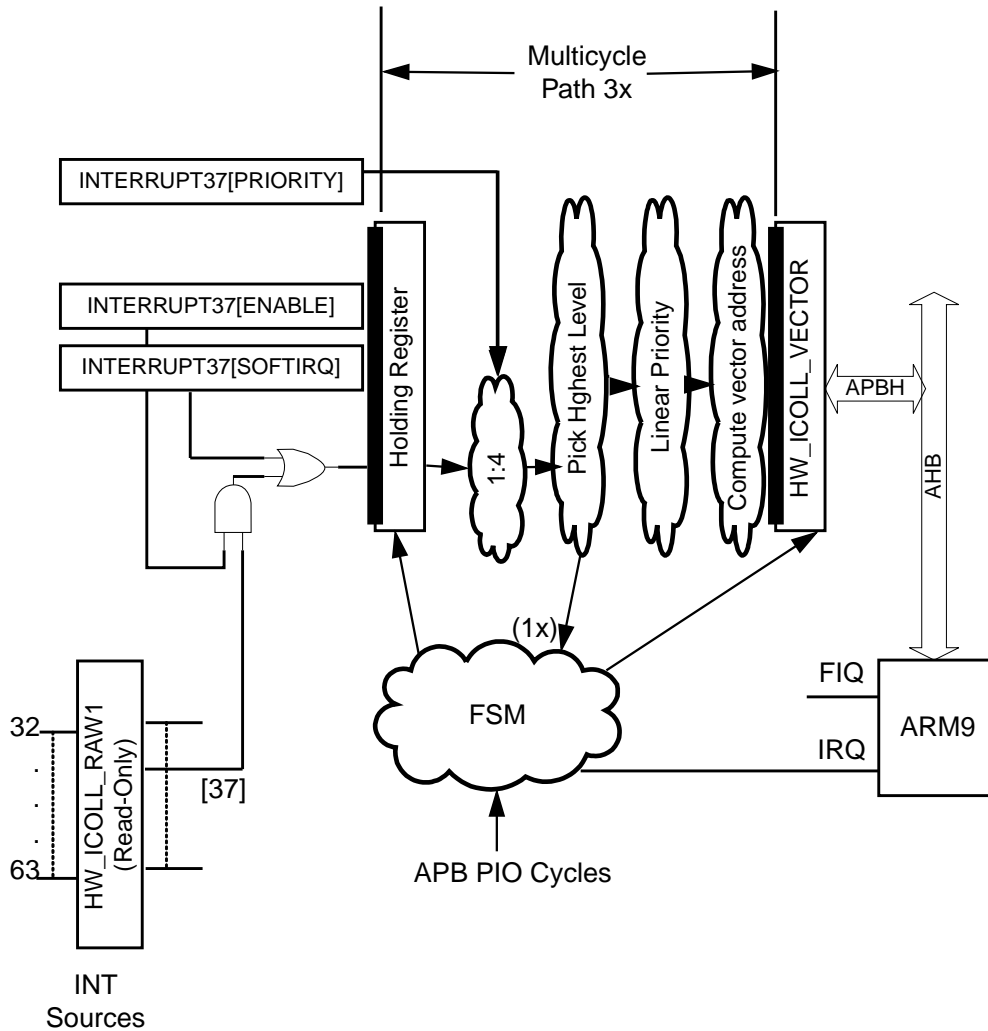 Multicycle
Path 3x
INTERRUPT37[PRIORITY]
INTERRUPT37[ENABLE]
INTERRUPT37[SOFTIRQ]
Holding Register
1:4
Pick Hghest Level
Linear Priority
Compute vector address
HW_ICOLL_VECTOR
APBH
AHB
(1x)
FSM
FIQ
IRQ
ARM9
32
.
.
.
63
HW_ICOLL_RAW1
(Read-Only)
[37]
APB PIO Cycles
INT
Sources